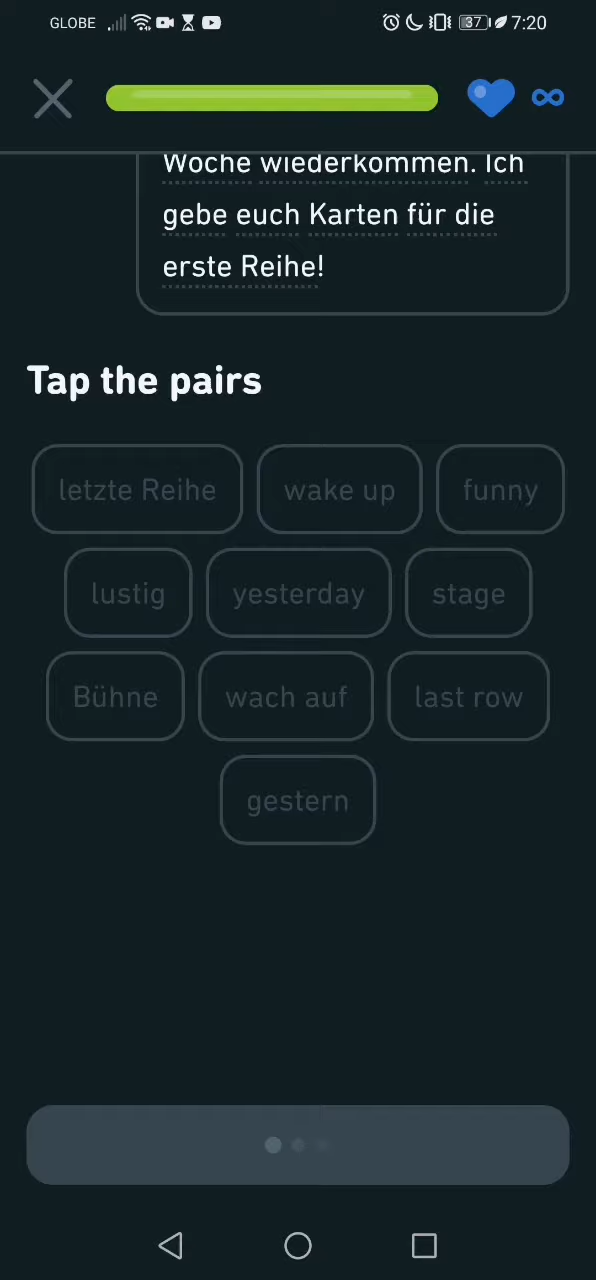 GLOBE 37 7:20
Woche wiederkommen. Ich
gebe euch Karten für die
erste Reihe!
Tap the pairs
letzte Reihe wake up funny
lustig yesterday stage
Bühne wach auf last row
gestern